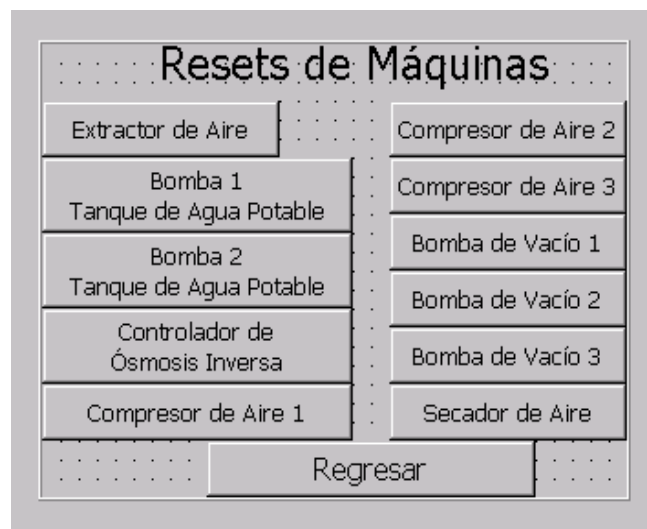 Resets de Máquinas
Extractor de Aire
Bomba 1
Tanque de Agua Potable
Bomba 2
Tanque de Agua Potable
Controlador de
Ósmosis Inversa
Compresor de Aire 1
Compresor de Aire 2
Compresor de Aire 3
Bomba de Vacío 1
Bomba de Vacío 2
Bomba de Vacío 3
Secador de Aire
Regresar